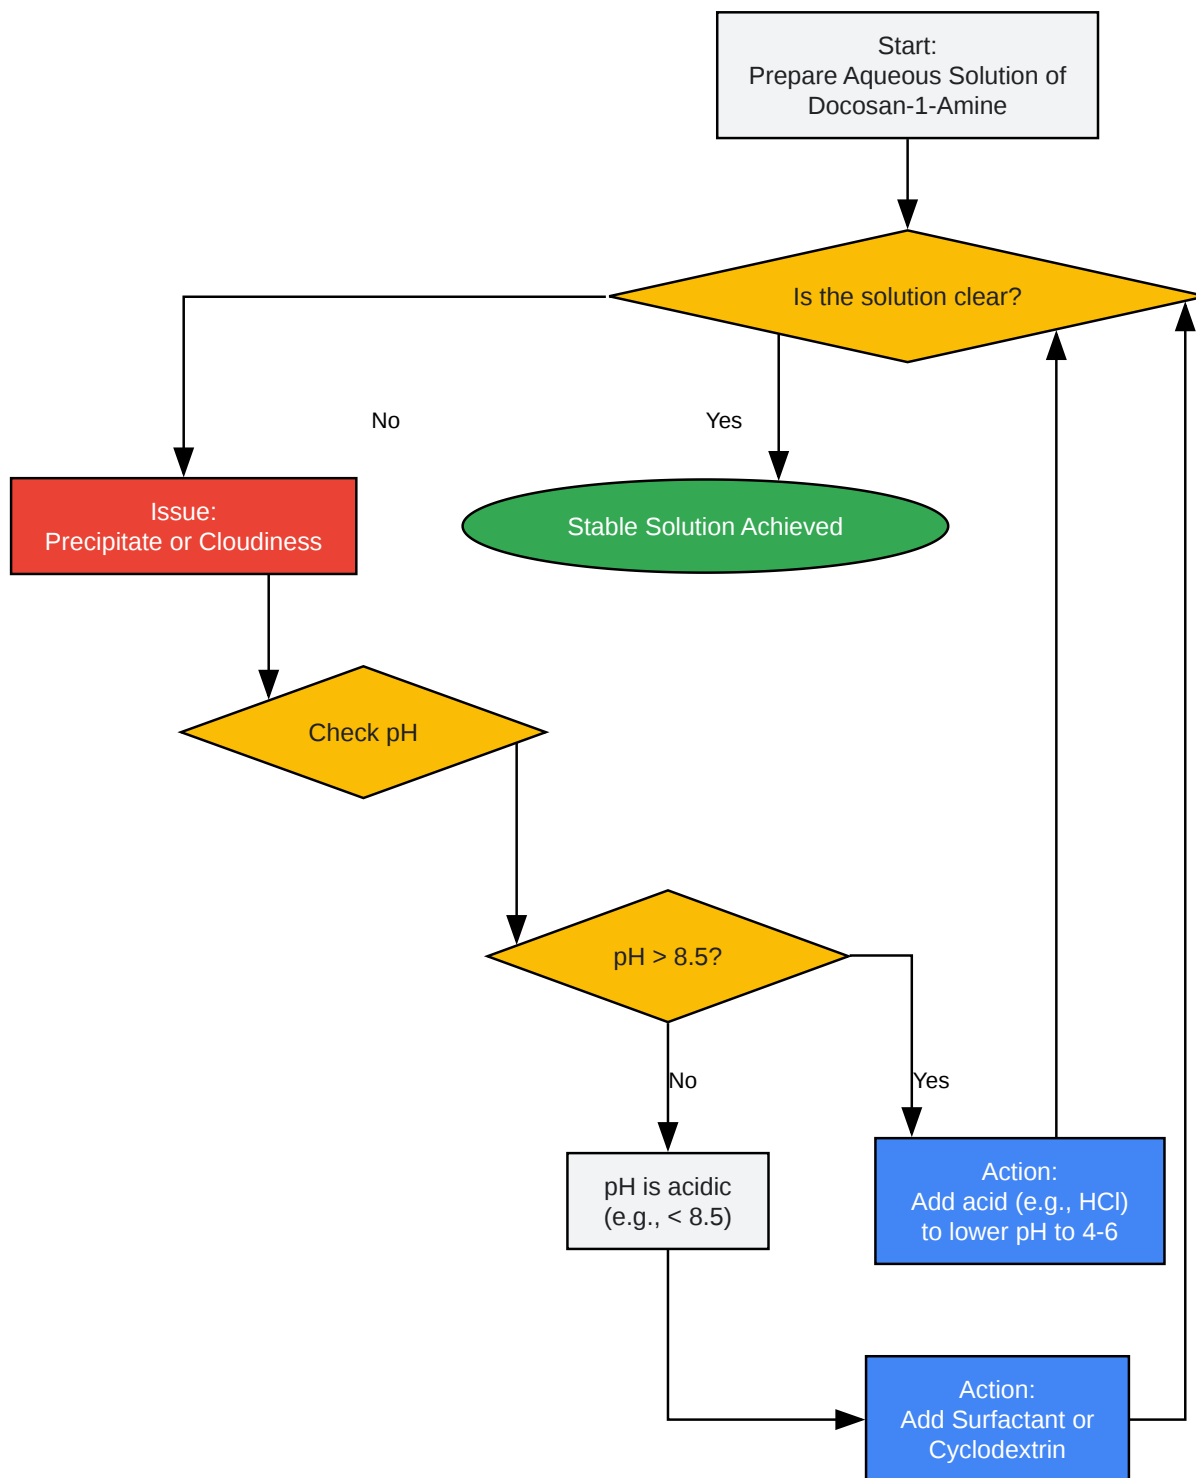 Start:
Prepare Aqueous Solution of
Docosan-1-Amine
Is the solution clear?
No
Yes
Issue:
Precipitate or Cloudiness
Stable Solution Achieved
Check pH
pH > 8.5?
No
Yes
pH is acidic
(e.g., < 8.5)
Action:
Add acid (e.g., HCl)
to lower pH to 4-6
Action:
Add Surfactant or
Cyclodextrin